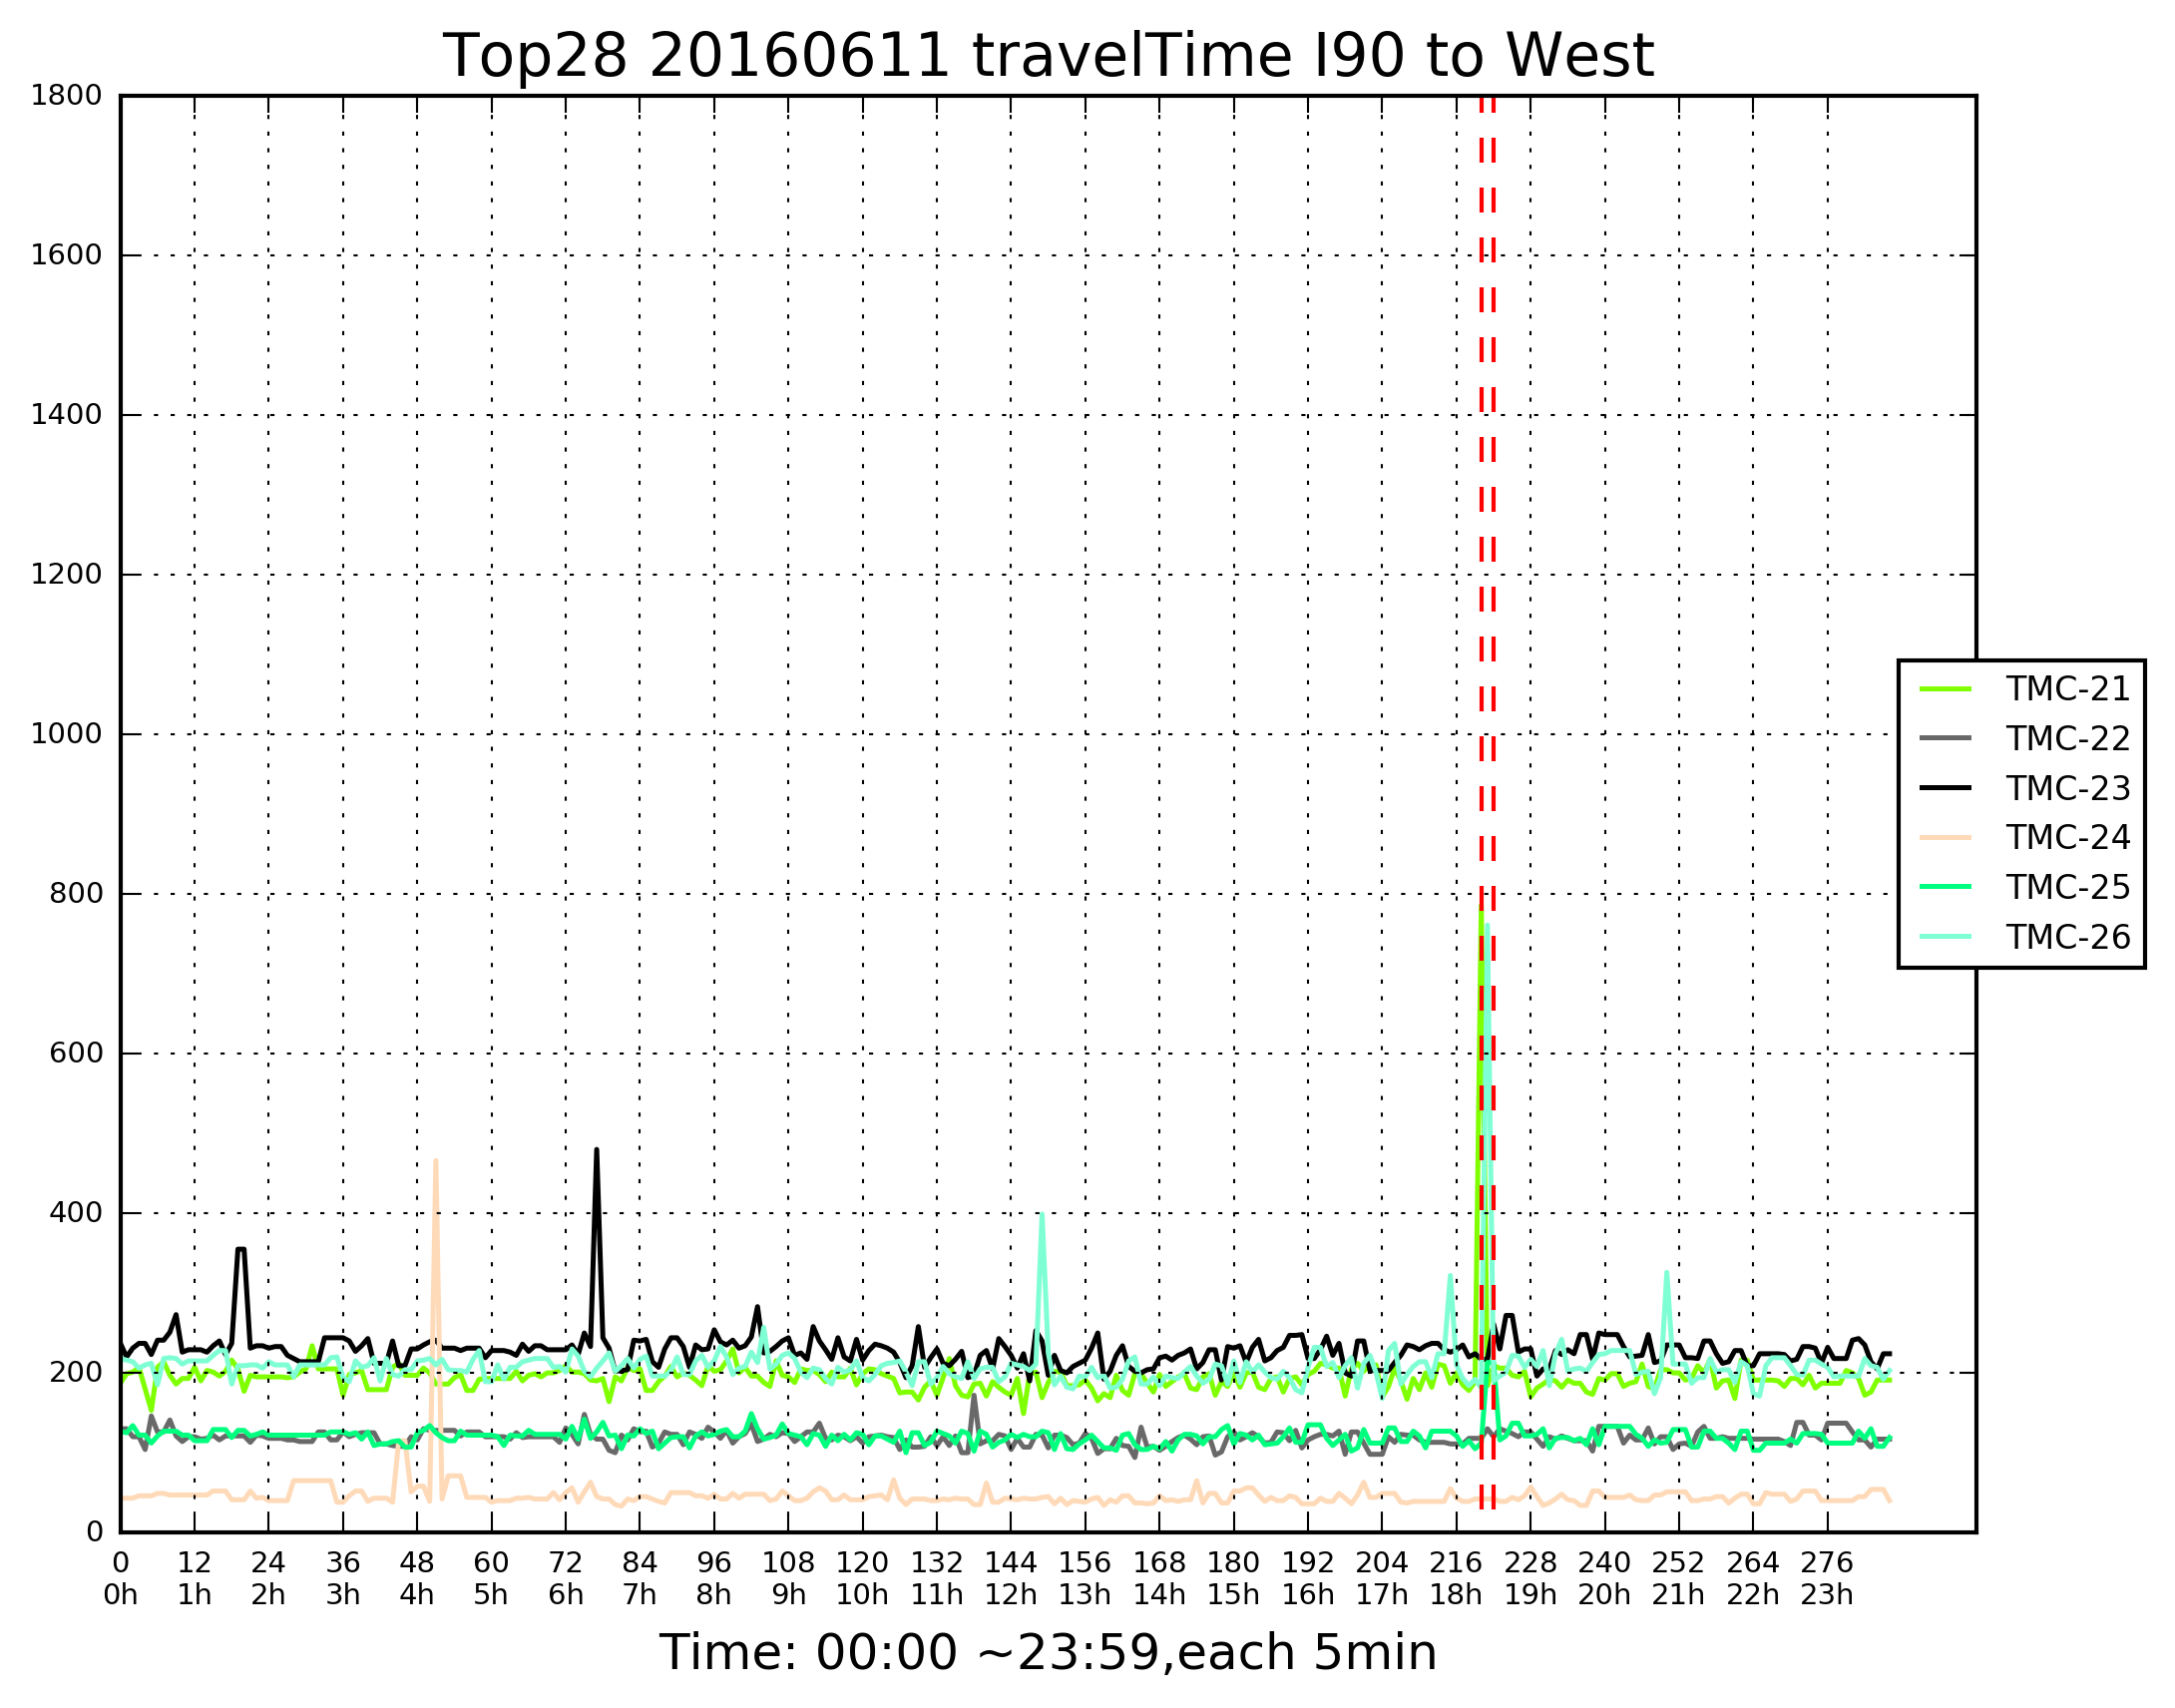 Top28 20160611 travelTime I90 to West
1800
1600
1400
1200
1000
800
600
400
200
0
TMC-21
TMC-22
TMC-23
TMC-24
TMC-25
TMC-26
0 12 24 36 48 60 72 84 96 108 120 132 144 156 168 180 192 204 216 228 240 252 264 276
0h 1h 2h 3h 4h 5h 6h 7h 8h 9h 10h 11h 12h 13h 14h 15h 16h 17h 18h 19h 20h 21h 22h 23h
Time: 00:00 ~23:59,each 5min